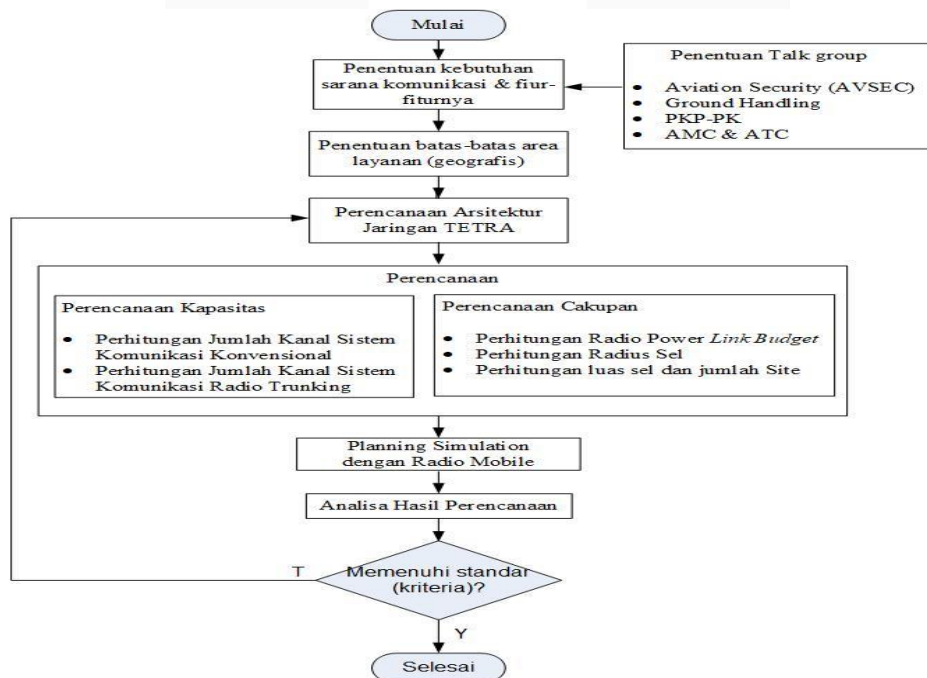 Mulai
Penentuan kebutuhan
sarana komunikasi & fiur-
fiturnya
Penentuan Talk group
• Aviation Security (AVSEC)
• Ground Handling
• PKP-PK
• AMC & ATC
Penentuan batas-batas area
layanan (geografis)
Perencanaan Arsitektur
Jaringan TETRA
Perencanaan
Perencanaan Kapasitas
• Perhitungan Jumlah Kanal Sistem
Komunikasi Konvensional
• Perhitungan Jumlah Kanal Sistem
Komunikasi Radio Trunking
Perencanaan Cakupan
• Perhitungan Radio Power Link Budget
• Perhitungan Radius Sel
• Perhitungan luas sel dan jumlah Site
Planning Simulation
dengan Radio Mobile
Analisa Hasil Perencanaan
T
Memenuhi standar
(kriteria)?
Y
Selesai